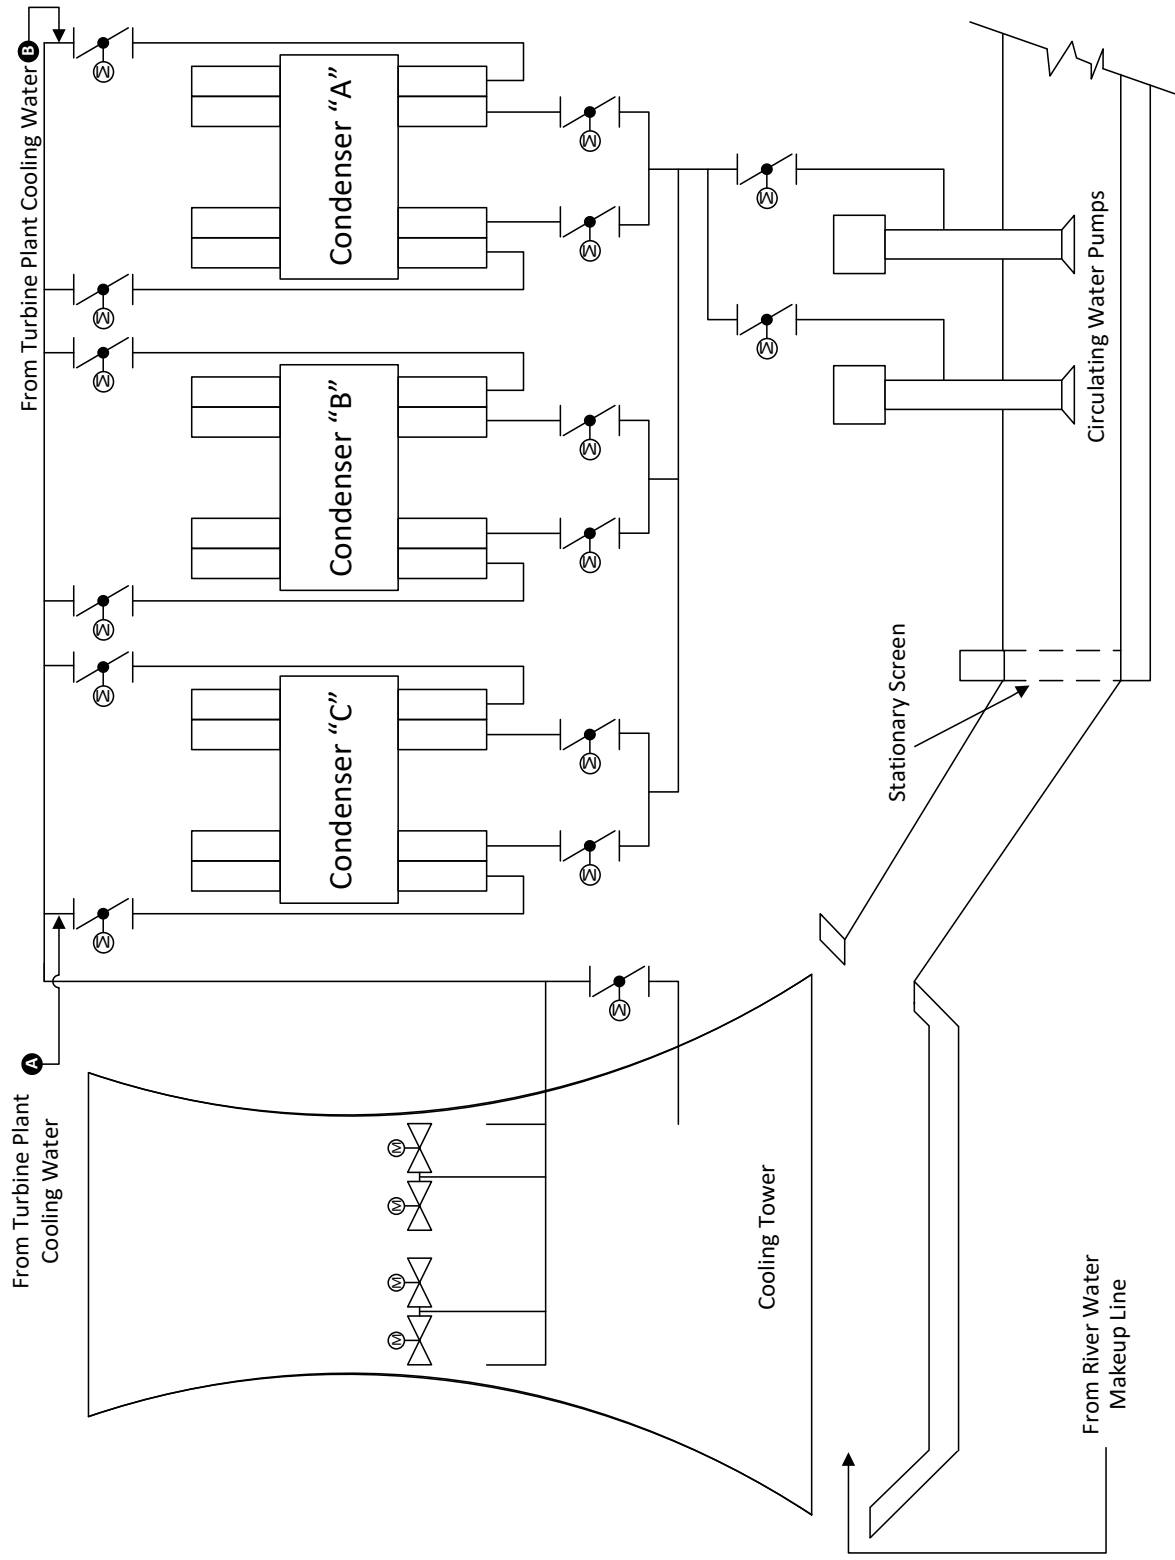 From Turbine Plant
Cooling Water
A
From Turbine Plant Cooling Water
B
M
M
M
M
M
M
Condenser "C"
Condenser "B"
Condenser "A"
M
M
M
M
M
M
M
M
M
M
M
M
M
Cooling Tower
Stationary Screen
Circulating Water Pumps
From River Water
Makeup Line